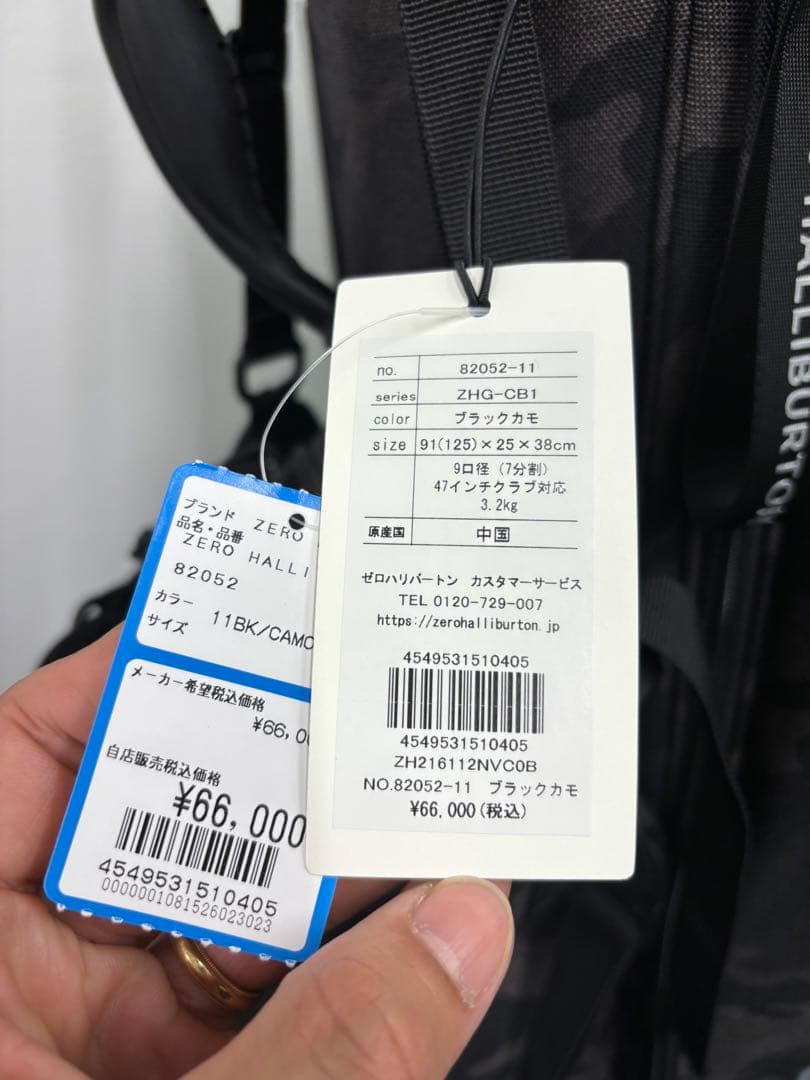 HALLIBURTON
no. 82052-11
series ZHG-CB1
color ブラックカモ
size 91(125)×25×38cm
9口径 (7分割)
47インチクラブ対応
3.2kg
原産国 中国
ゼロハリバートン カスタマーサービス
TEL 0120-729-007
https://zerohalliburton.jp
4549531510405
4549531510405
ZH216112NVC0B
NO.82052-11 ブラックカモ
¥66,000(税込)
ブランド ZERO
品名・品番
ZERO HALLI
82052
カラー 11BK/CAMO
サイズ
メーカー希望税込価格
¥66,00
自店販売税込価格
¥66,000
4549531510405
0000001081526023023